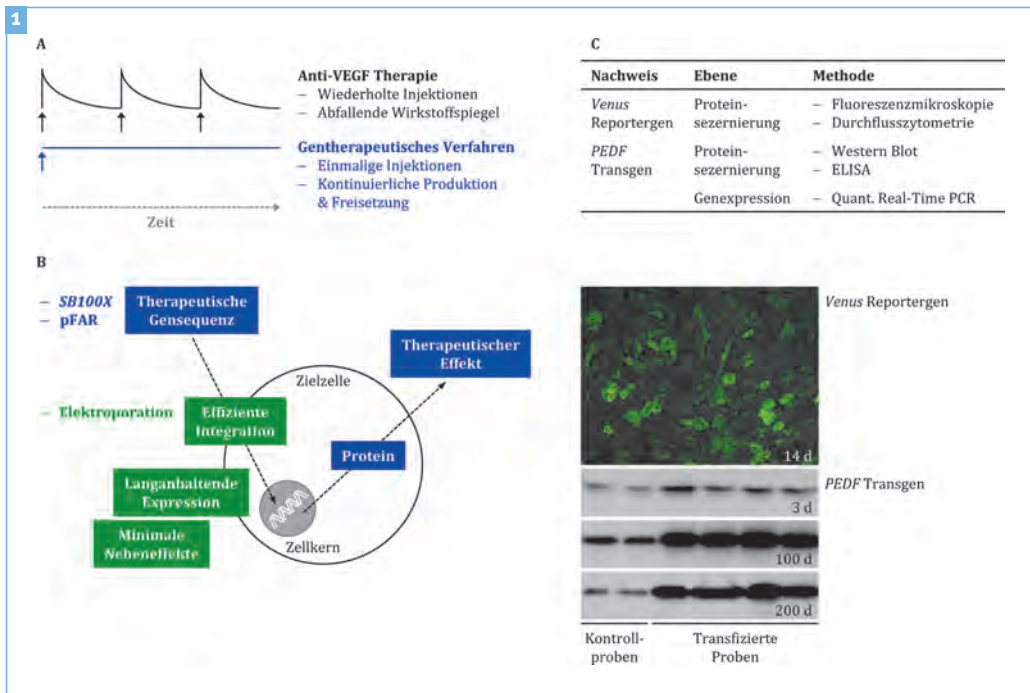 1
A
Anti-VEGF Therapie
– Wiederholte Injektionen
– Abfallende Wirkstoffspiegel
Gentherapeutisches Verfahren
– Einmalige Injektionen
– Kontinuierliche Produktion
& Freisetzung
Zeit
B
– SB100X
– pFAR
Therapeutische
Gensequenz
Therapeutischer
Effekt
Zielzelle
– Elektroporation
Effiziente
Integration
Protein
Langanhaltende
Expression
Minimale
Nebeneffekte
Zellkern
C
Nachweis Ebene Methode
Venus Protein- – Fluoreszenzmikroskopie
Reportergen sezernierung – Durchflusszytometrie
PEDF Protein- – Western Blot
Transgen sezernierung – ELISA
Genexpression – Quant. Real-Time PCR
Venus Reportergen
14 d
PEDF Transgen
3 d
100 d
200 d
Kontroll- Transfizierte
proben Proben